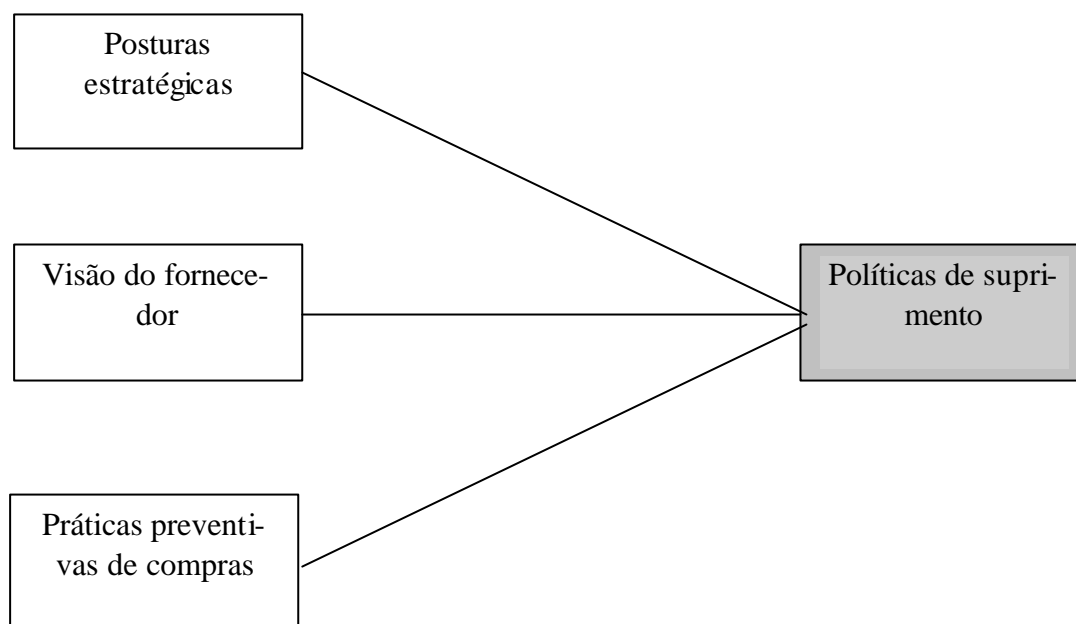 Posturas
estratégicas
Visão do fornece-
dor
Políticas de supri-
mento
Práticas preventi-
vas de compras